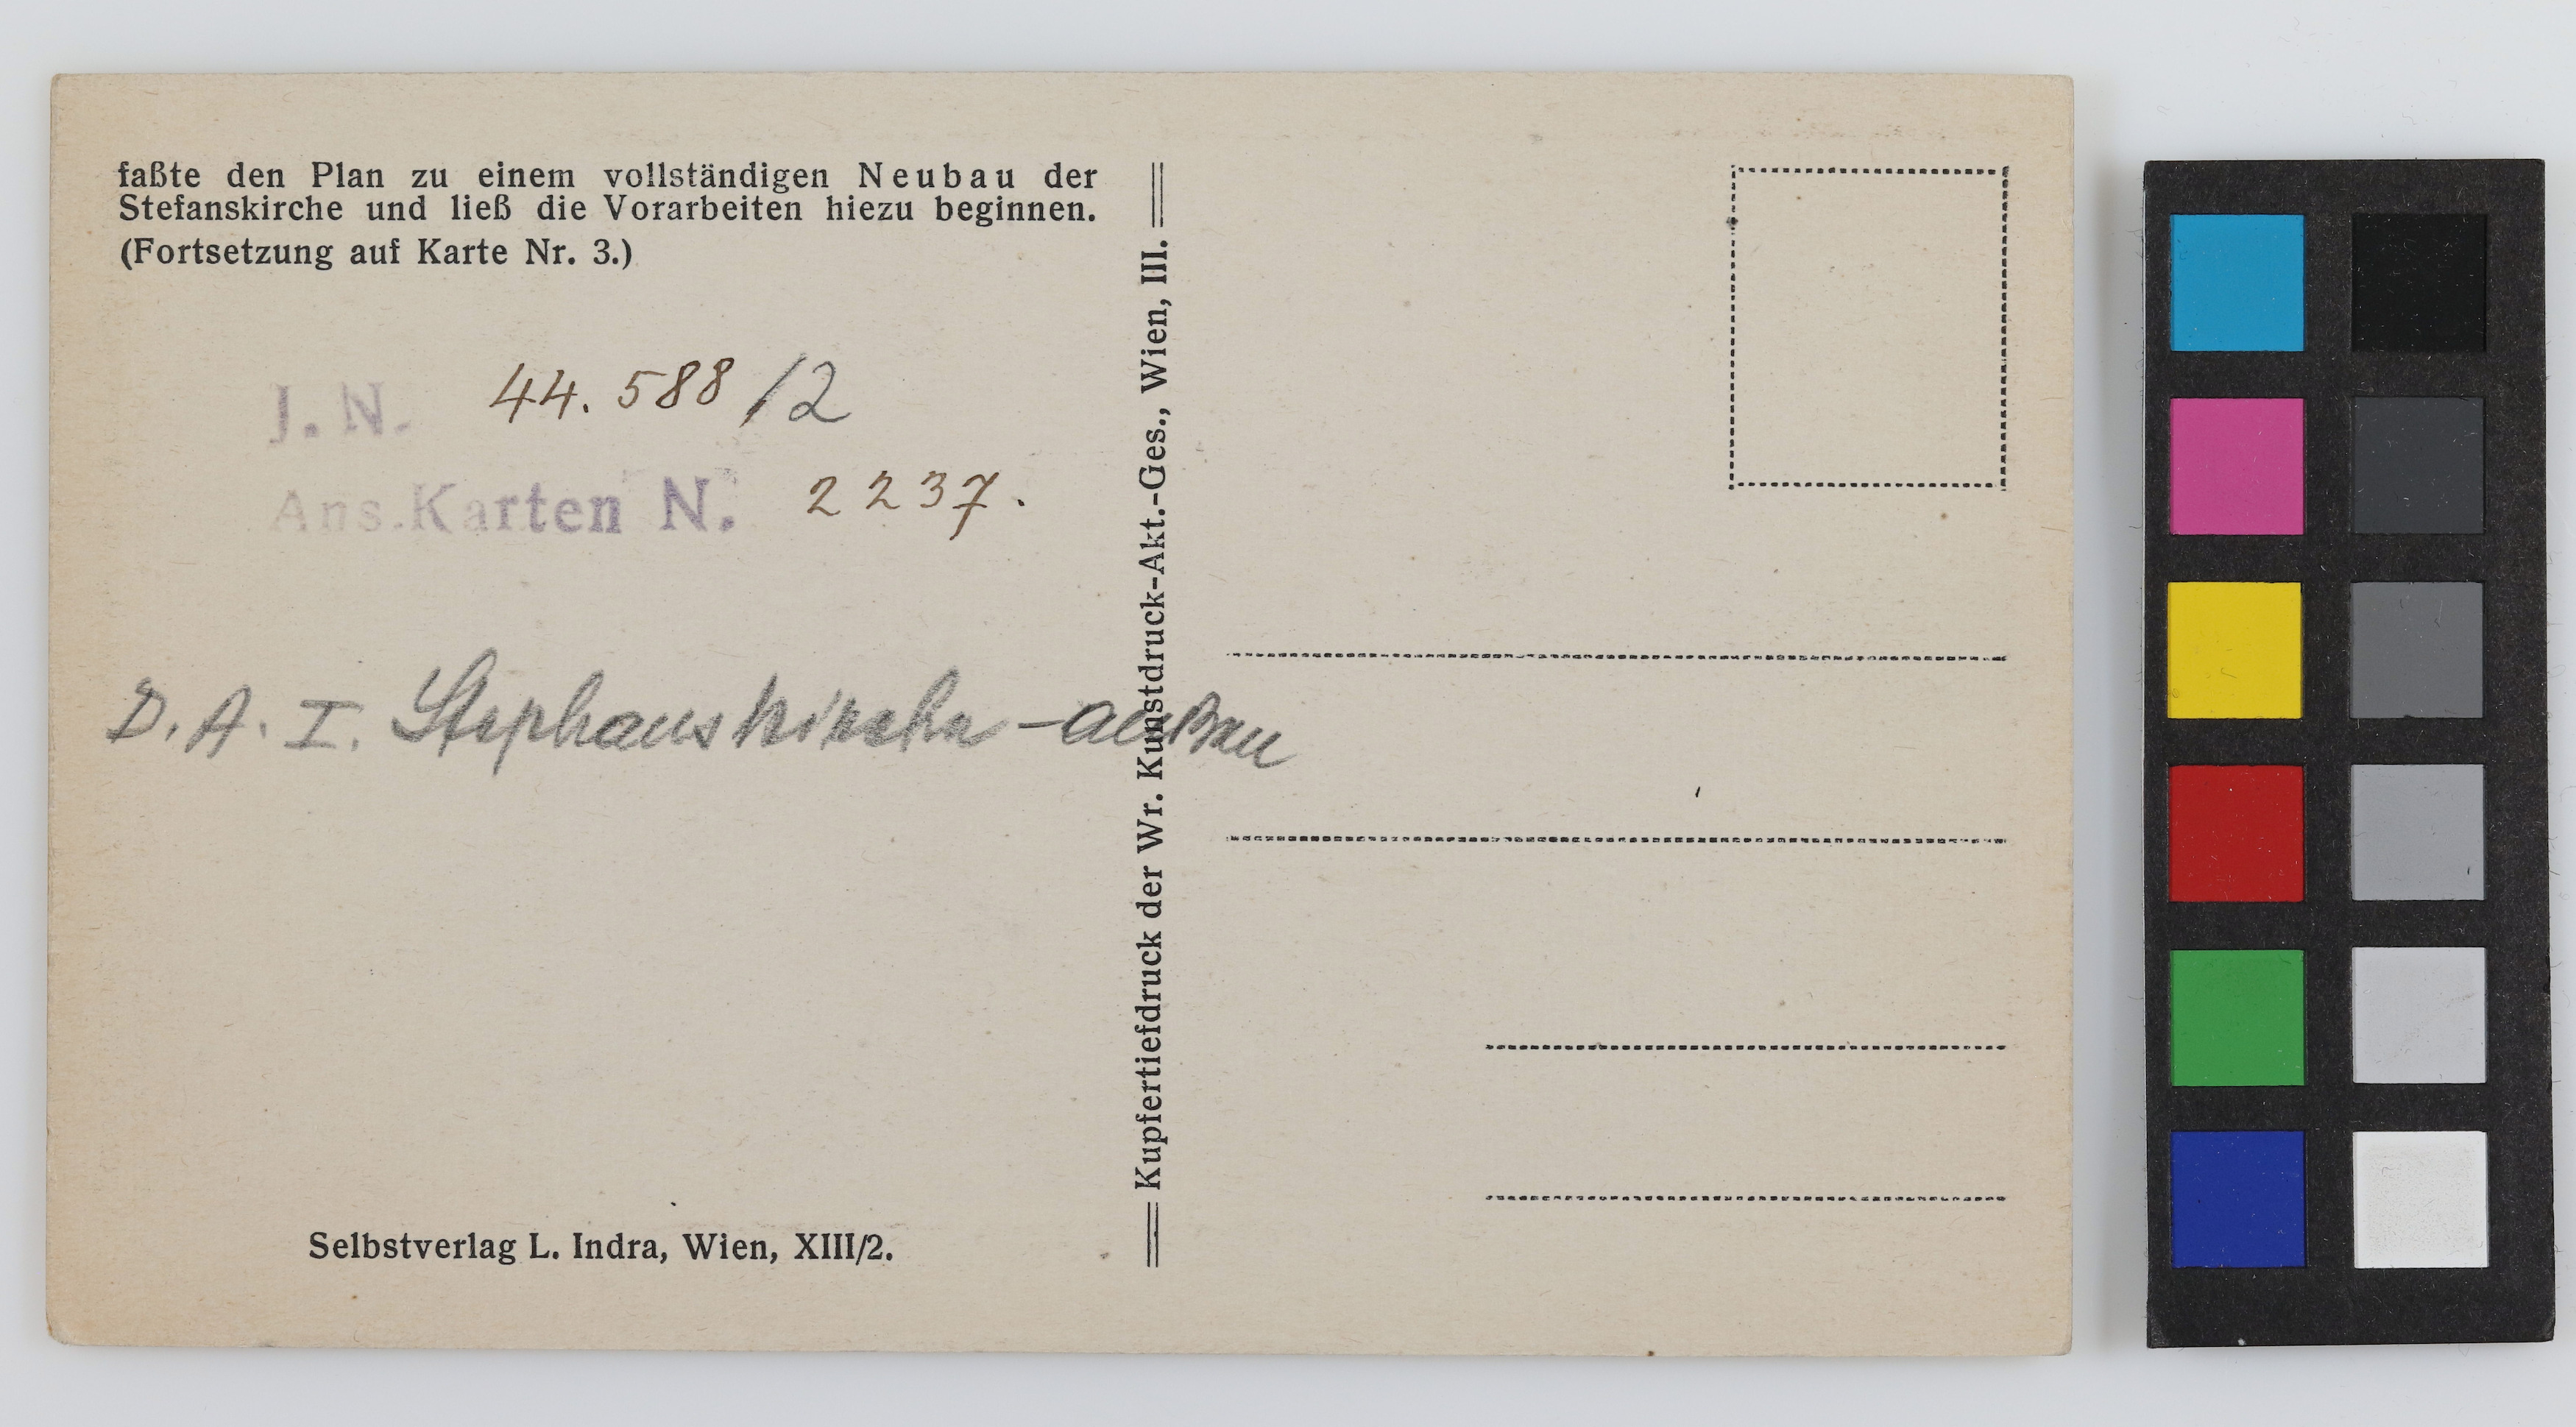 faßte den Plan zu einem vollständigen Neubau der
Stefanskirche und ließ die Vorarbeiten hiezu beginnen.
(Fortsetzung auf Karte Nr. 3.)
J. N. 44.588/2
Ans.Karten N. 2237.
D. A. I. Stephanskirche - außen
Selbstverlag L. Indra, Wien, XIII/2.
Kupfertiefdruck der Wr. Kunstdruck-Akt.-Ges., Wien, III.